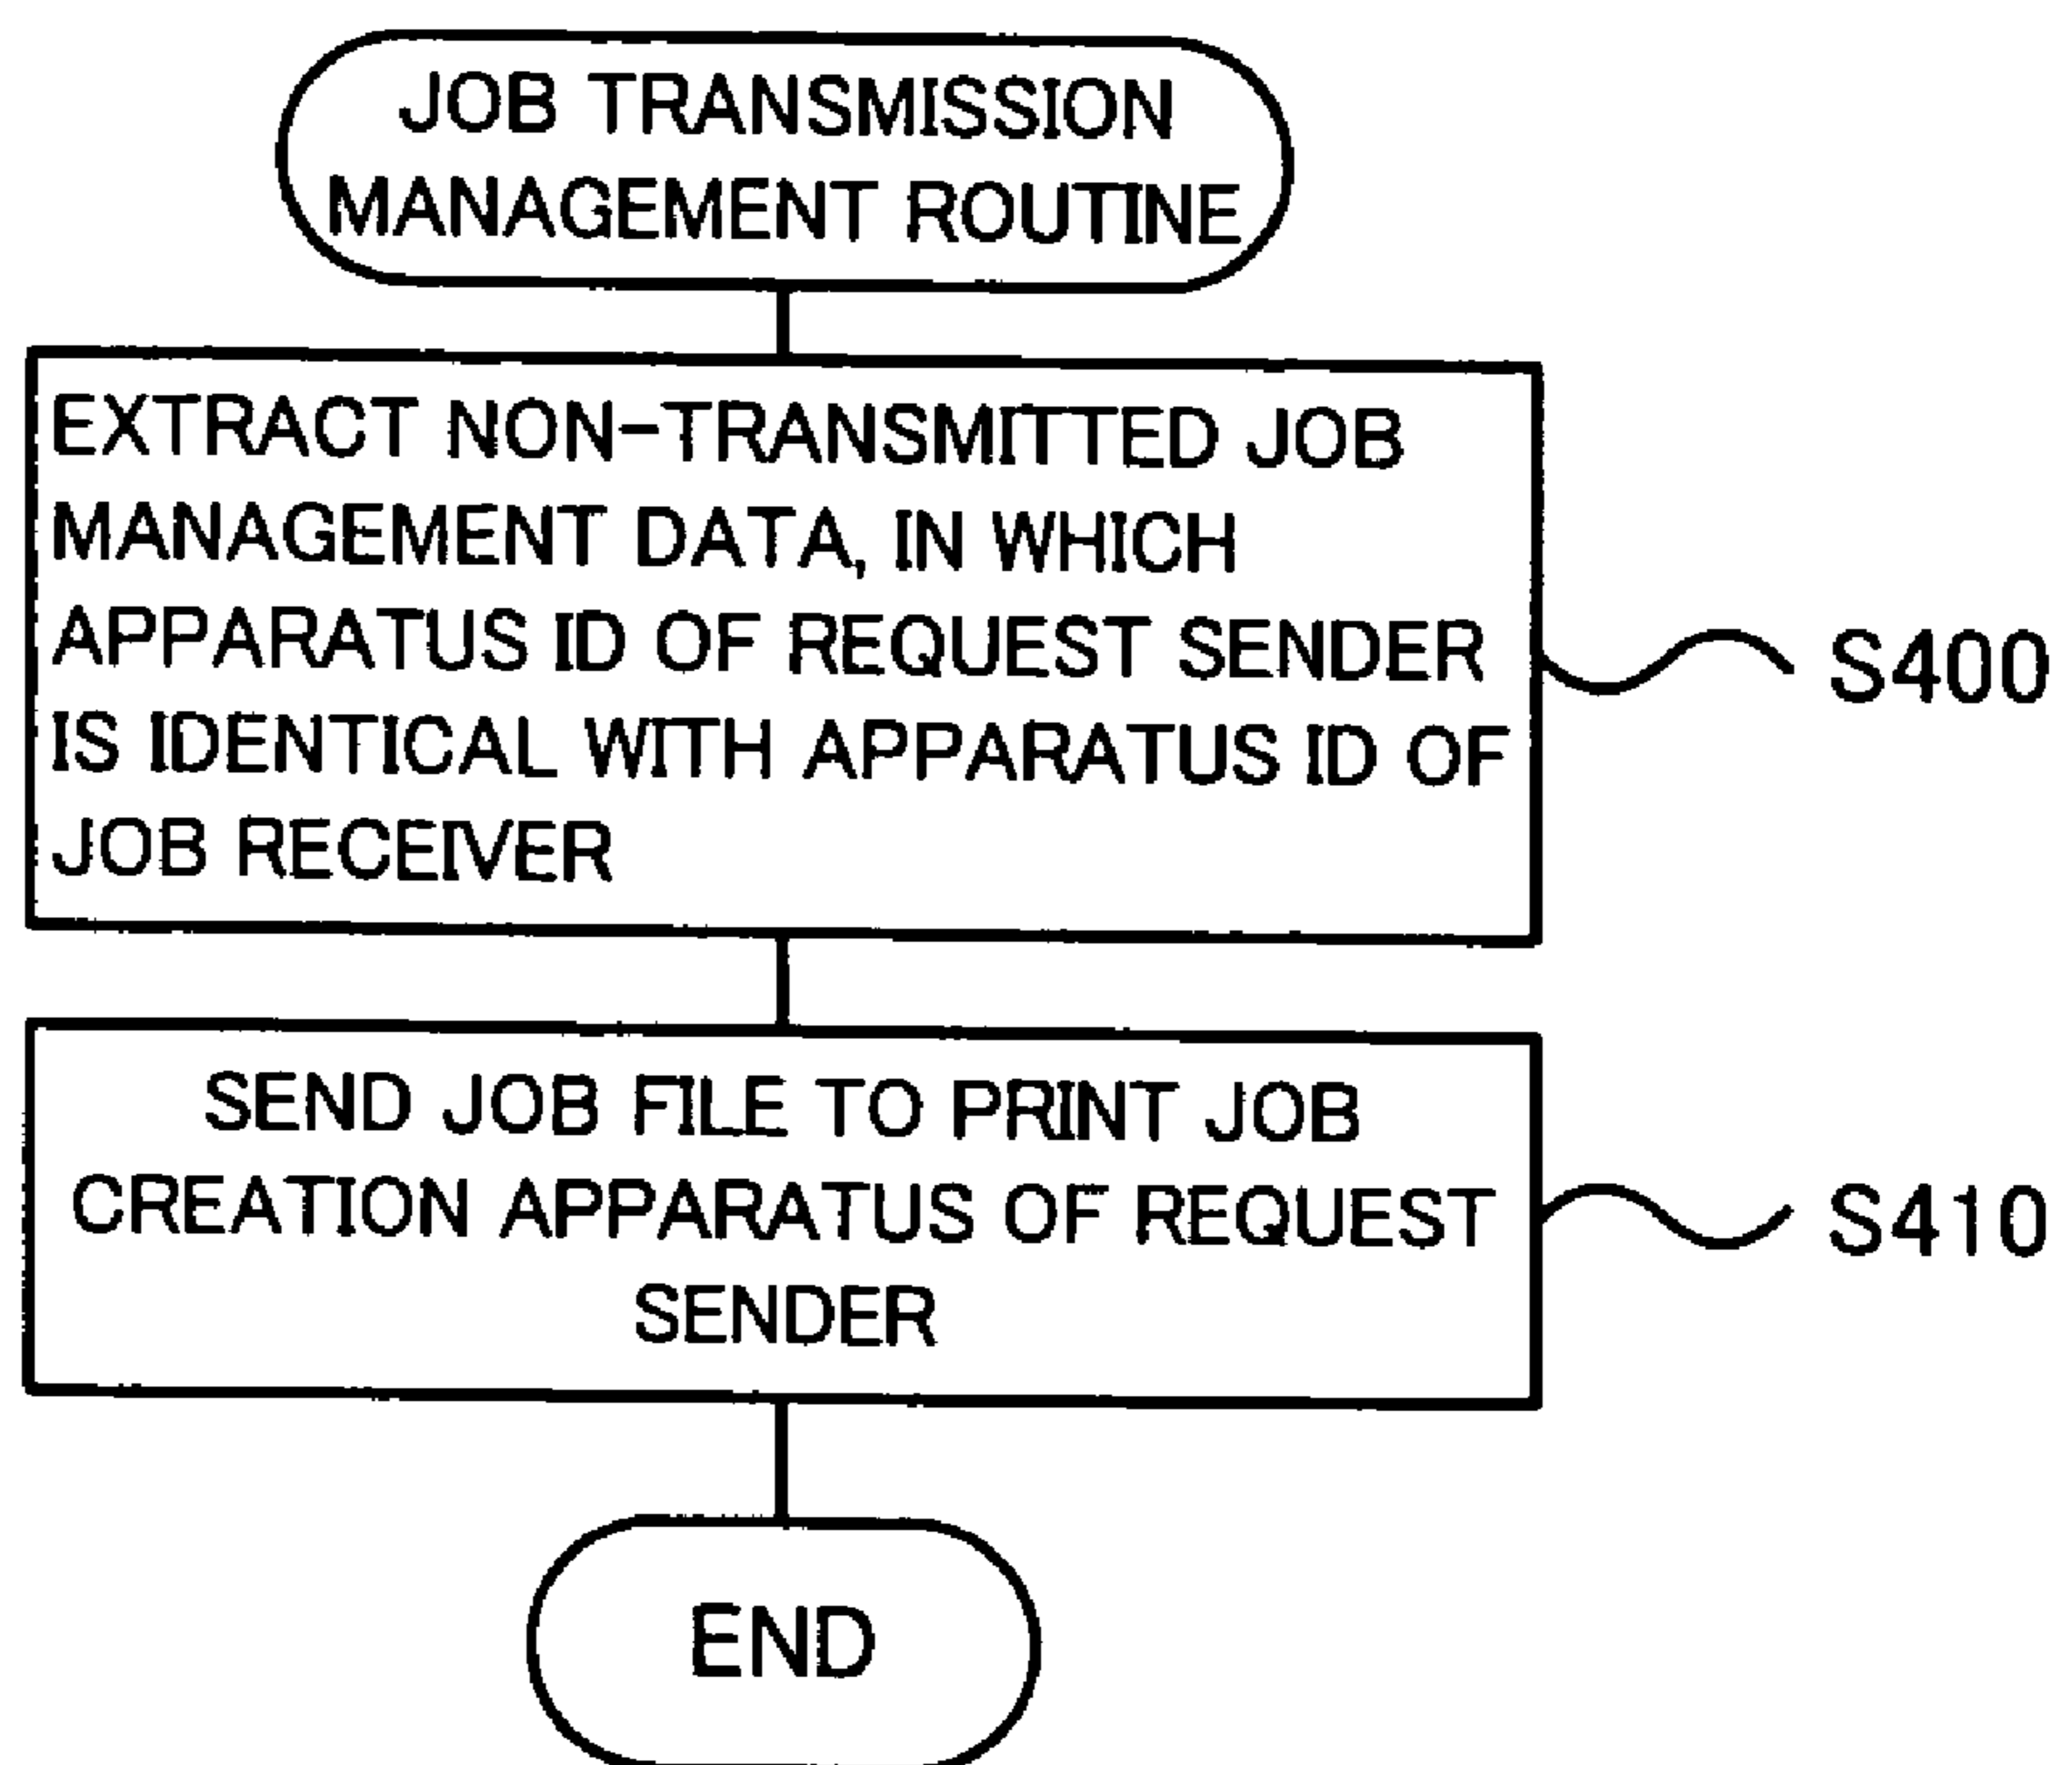 JOB TRANSMISSION
MANAGEMENT ROUTINE
EXTRACT NON-TRANSMITTED JOB
MANAGEMENT DATA, IN WHICH
APPARATUS ID OF REQUEST SENDER
IS IDENTICAL WITH APPARATUS ID OF
JOB RECEIVER
S400
SEND JOB FILE TO PRINT JOB
CREATION APPARATUS OF REQUEST
SENDER
S410
END